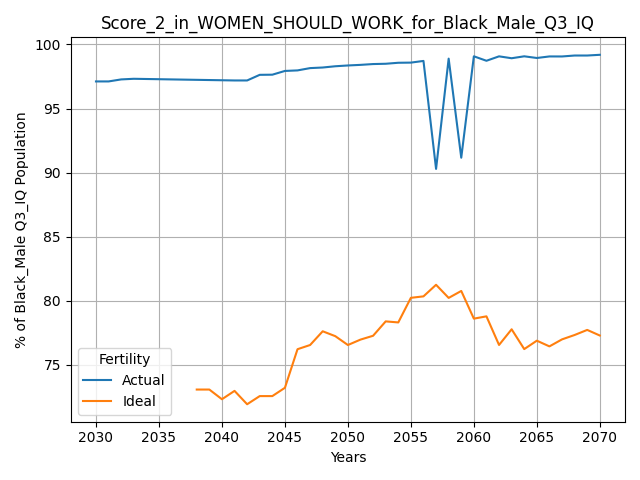 Score_2_in_WOMEN_SHOULD_WORK_for_Black_Male_Q3_IQ
100
95
90
85
80
75
% of Black_Male Q3_IQ Population
Fertility
Actual
Ideal
2030 2035 2040 2045 2050 2055 2060 2065 2070
Years